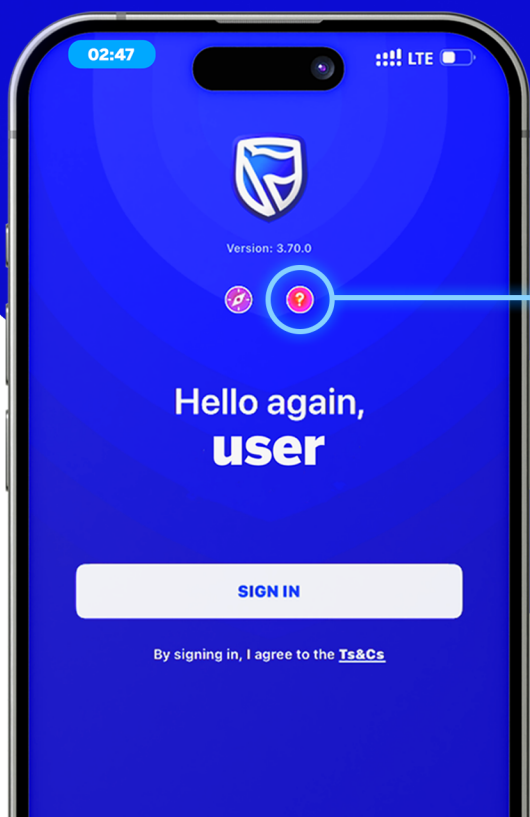 02:47
LTE
Version: 3.70.0
?
Hello again,
user
SIGN IN
By signing in, I agree to the Ts&Cs